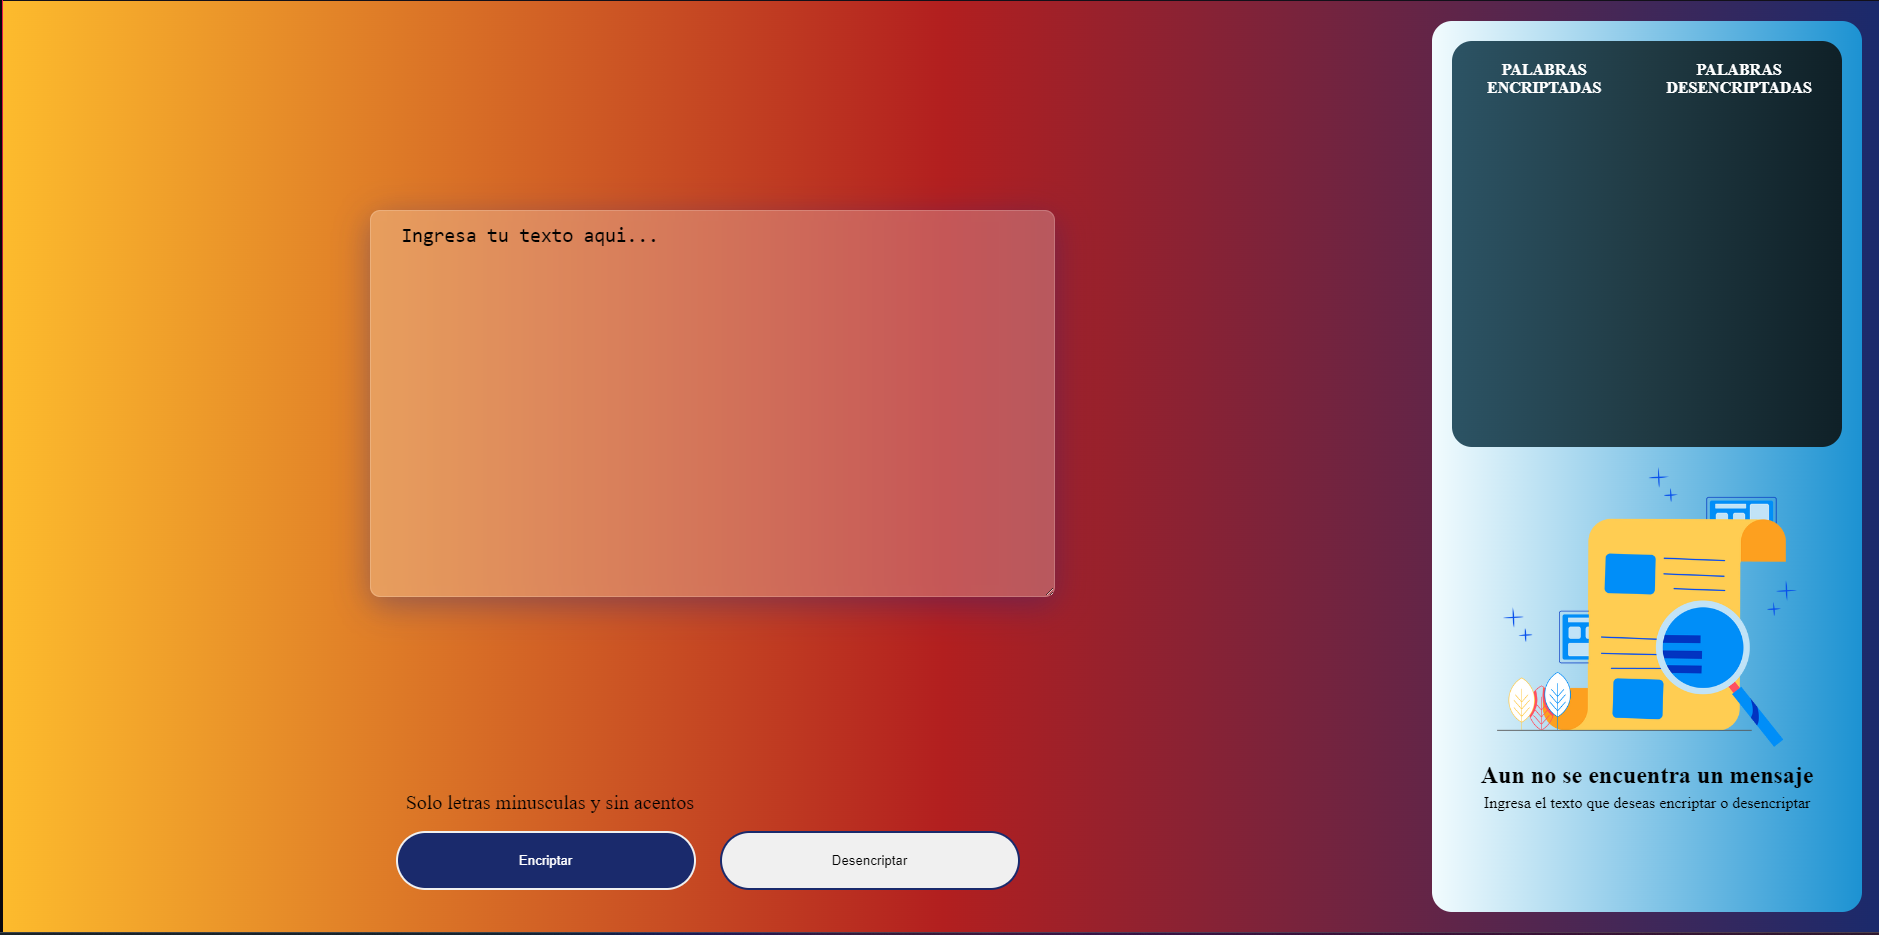 Ingresa tu texto aqui...
Solo letras minusculas y sin acentos
Encriptar
Desencriptar
PALABRAS
ENCRIPTADAS
PALABRAS
DESENCRIPTADAS
Aun no se encuentra un mensaje
Ingresa el texto que deseas encriptar o desencriptar